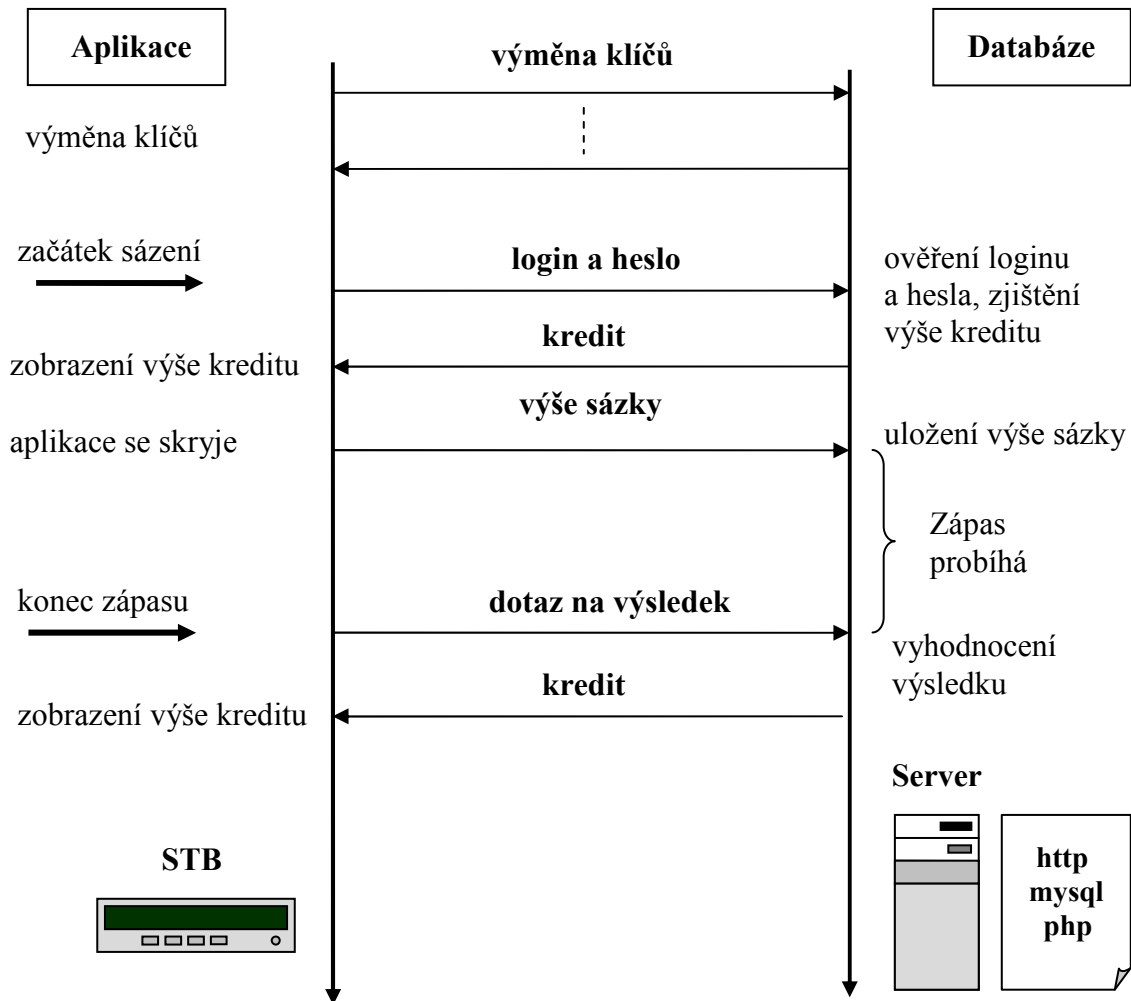 Aplikace
Databáze
výměna klíčů
výměna klíčů
začátek sázení
login a heslo
ověření loginu
a hesla, zjištění
výše kreditu
kredit
zobrazení výše kreditu
výše sázky
aplikace se skryje
uložení výše sázky
Zápas
probíhá
konec zápasu
dotaz na výsledek
vyhodnocení
výsledku
kredit
zobrazení výše kreditu
Server
STB
http
mysql
php